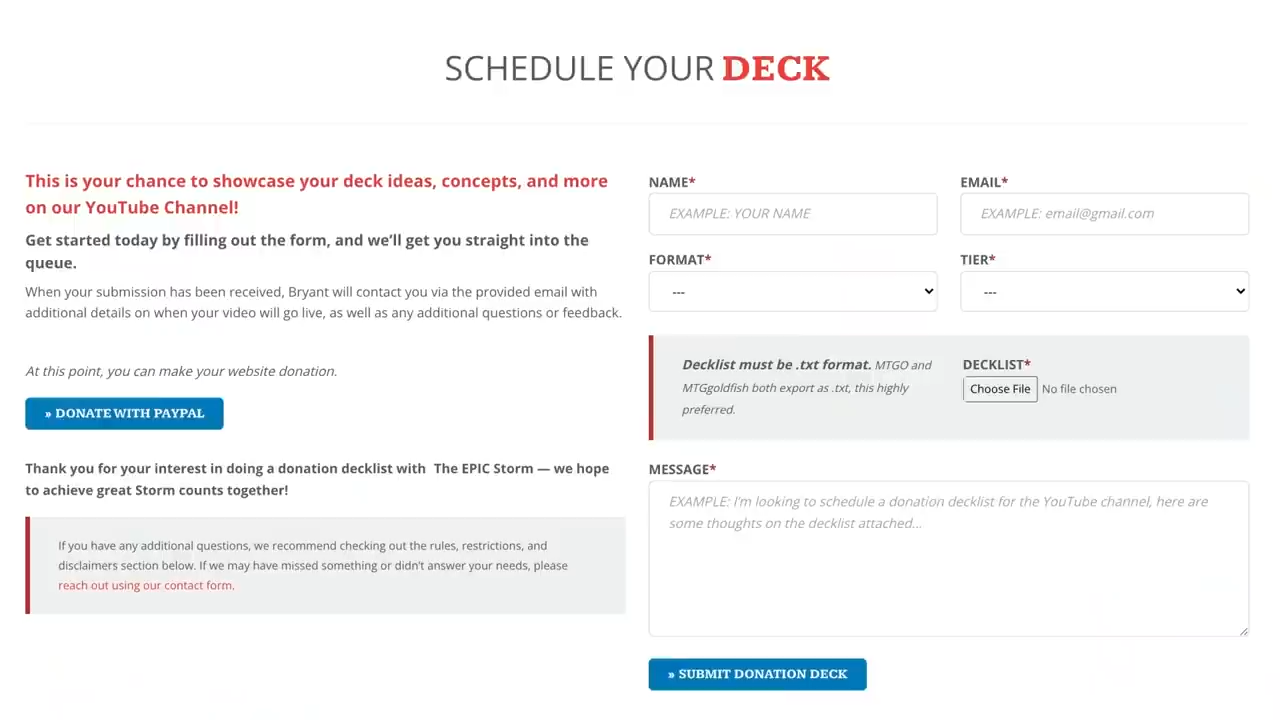 SCHEDULE YOUR DECK
This is your chance to showcase your deck ideas, concepts, and more
on our YouTube Channel!
Get started today by filling out the form, and we’ll get you straight into the
queue.
When your submission has been received, Bryant will contact you via the provided email with
additional details on when your video will go live, as well as any additional questions or feedback.
At this point, you can make your website donation.
» DONATE WITH PAYPAL
Thank you for your interest in doing a donation decklist with The EPIC Storm — we hope
to achieve great Storm counts together!
If you have any additional questions, we recommend checking out the rules, restrictions, and
disclaimers section below. If we may have missed something or didn't answer your needs, please
reach out using our contact form.
NAME*
EXAMPLE: YOUR NAME
EMAIL*
EXAMPLE: email@gmail.com
FORMAT*
---
TIER*
---
Decklist must be .txt format. MTGO and
MTGgoldfish both export as .txt, this highly
preferred.
DECKLIST*
Choose File No file chosen
MESSAGE*
EXAMPLE: I'm looking to schedule a donation decklist for the YouTube channel, here are
some thoughts on the decklist attached...
» SUBMIT DONATION DECK